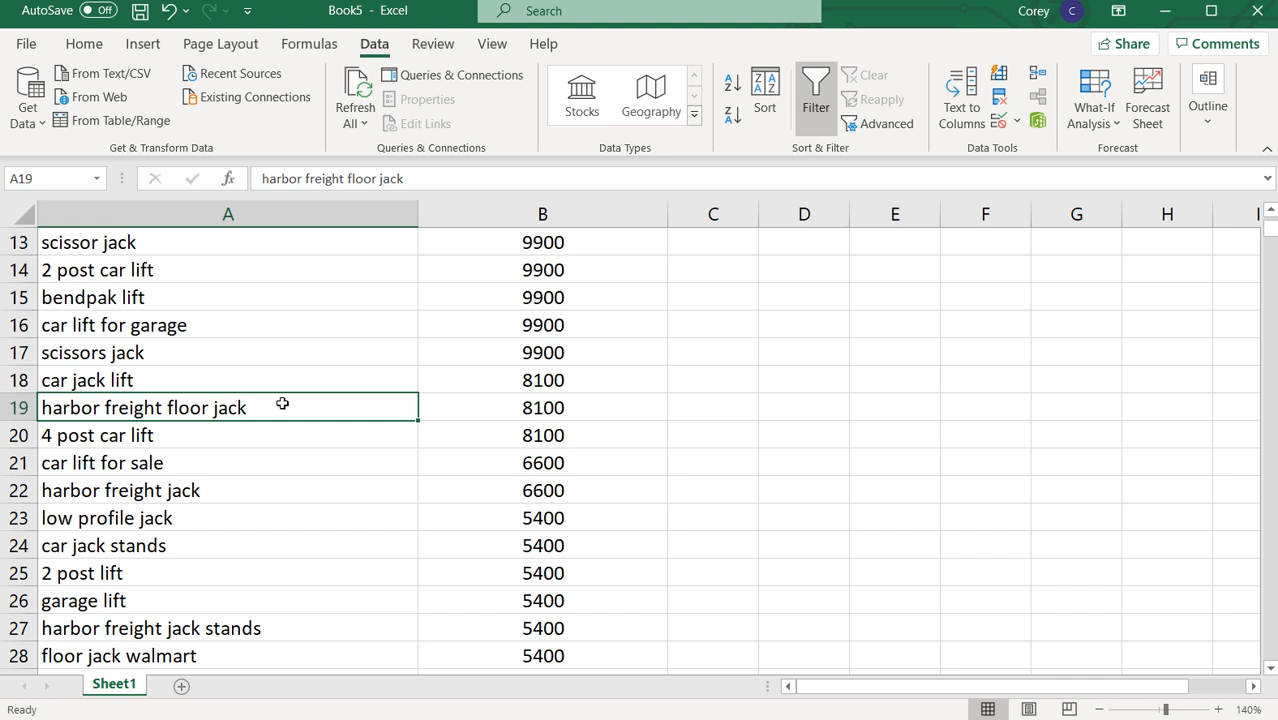 AutoSave Off Book5 - Excel Search Corey
File Home Insert Page Layout Formulas Data Review View Help Share Comments
Get Data
From Text/CSV
From Web
From Table/Range
Recent Sources
Existing Connections
Get & Transform Data
Refresh All
Queries & Connections
Properties
Edit Links
Queries & Connections
Stocks
Geography
Data Types
Sort
Filter
Clear
Reapply
Advanced
Sort & Filter
Text to Columns
Data Tools
What-If Analysis
Forecast Sheet
Forecast
Outline
A19 fx harbor freight floor jack
A B C D E F G H I
13 scissor jack 9900
14 2 post car lift 9900
15 bendpak lift 9900
16 car lift for garage 9900
17 scissors jack 9900
18 car jack lift 8100
19 harbor freight floor jack 8100
20 4 post car lift 8100
21 car lift for sale 6600
22 harbor freight jack 6600
23 low profile jack 5400
24 car jack stands 5400
25 2 post lift 5400
26 garage lift 5400
27 harbor freight jack stands 5400
28 floor jack walmart 5400
Sheet1
Ready 140%